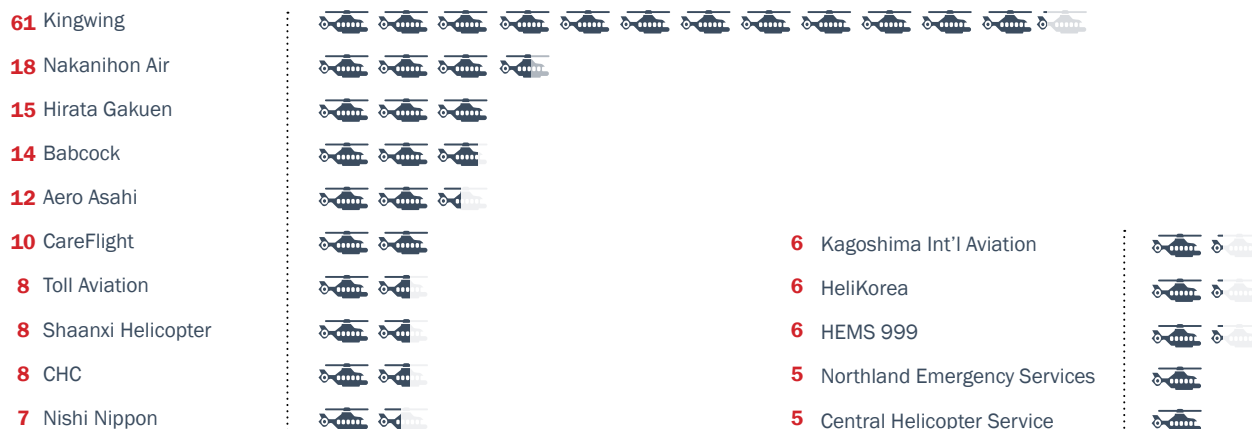 61 Kingwing
18 Nakanihon Air
15 Hirata Gakuen
14 Babcock
12 Aero Asahi
10 CareFlight
8 Toll Aviation
8 Shaanxi Helicopter
8 CHC
7 Nishi Nippon
6 Kagoshima Int’l Aviation
6 HeliKorea
6 HEMS 999
5 Northland Emergency Services
5 Central Helicopter Service